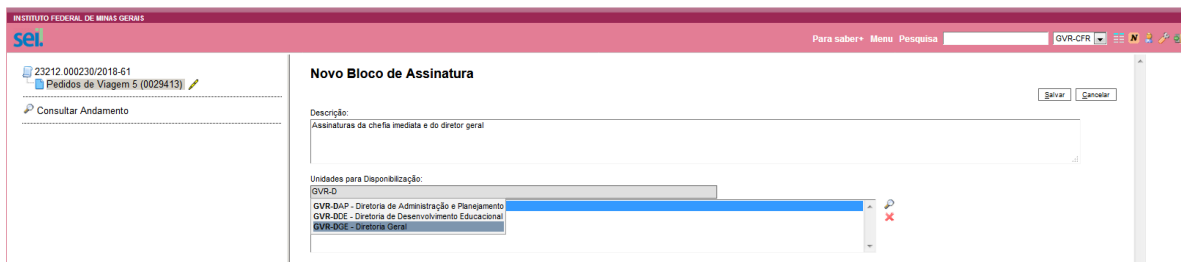 INSTITUTO FEDERAL DE MINAS GERAIS
sei!
Para saber+ Menu Pesquisa
GVR-CFR
N
23212.000230/2018-61
Pedidos de Viagem 5 (0029413)
Consultar Andamento
Novo Bloco de Assinatura
Salvar Cancelar
Descrição:
Assinaturas da chefia imediata e do diretor geral
Unidades para Disponibilização:
GVR-D
GVR-DAP - Diretoria de Administração e Planejamento
GVR-DDE - Diretoria de Desenvolvimento Educacional
GVR-DGE - Diretoria Geral